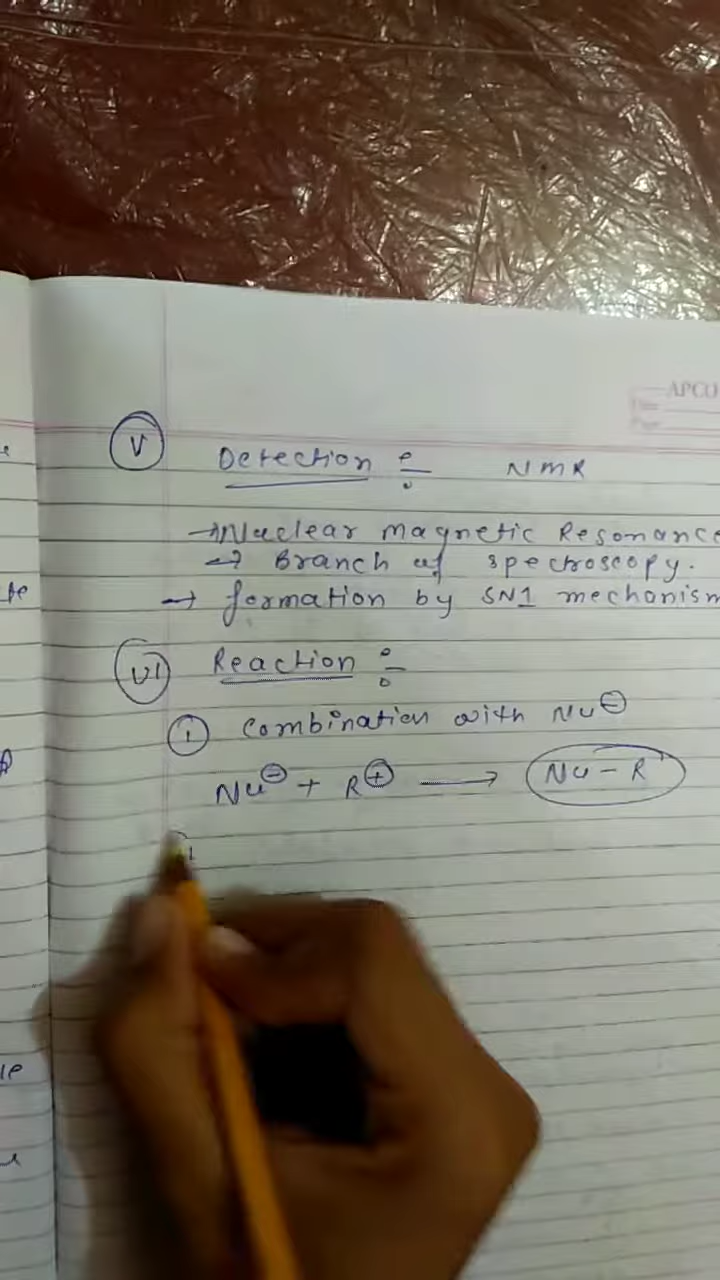 APCO
V Detection : NMR
→ Nuclear Magnetic Resonance
→ Branch of spectroscopy.
→ formation by SN1 mechanism
VI Reaction :
1 Combination with Nu⊖
Nu⊖ + R⊕ ⟶ Nu – R